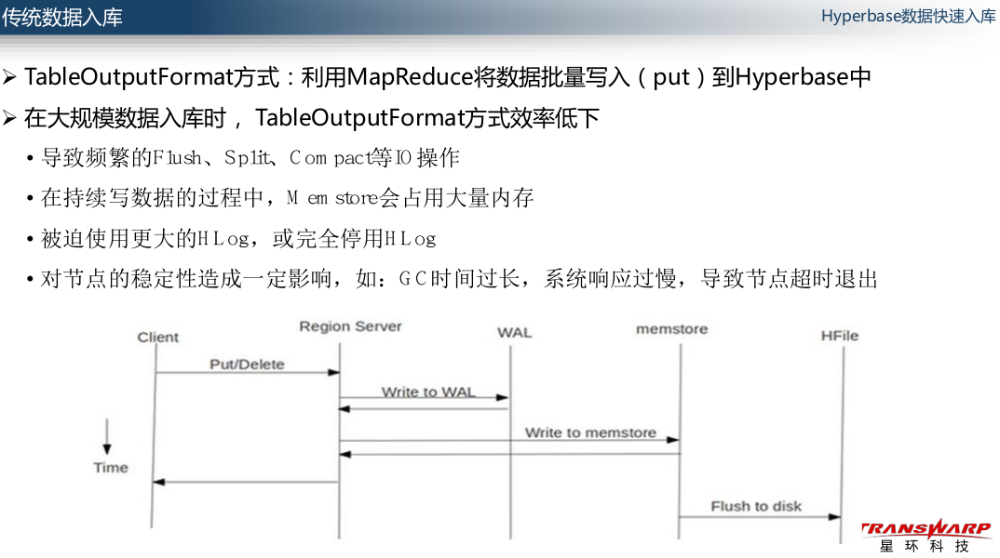 传统数据入库
Hyperbase数据快速入库
➢ TableOutputFormat方式：利用MapReduce将数据批量写入（put）到Hyperbase中
➢ 在大规模数据入库时， TableOutputFormat方式效率低下
• 导致频繁的Flush、Split、Compact等IO操作
• 在持续写数据的过程中，Memstore会占用大量内存
• 被迫使用更大的HLog，或完全停用HLog
• 对节点的稳定性造成一定影响，如：GC时间过长，系统响应过慢，导致节点超时退出
Client
Region Server
WAL
memstore
HFile
Put/Delete
Write to WAL
Write to memstore
Time
Flush to disk
TRANSWARP
星环科技